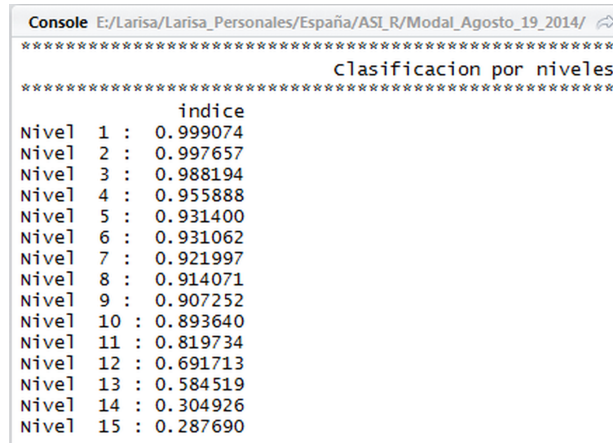 Console E:/Larisa/Larisa_Personales/España/ASI_R/Modal_Agosto_19_2014/
*****************************************************
Clasificacion por niveles
*****************************************************
indice
Nivel 1 : 0.999074
Nivel 2 : 0.997657
Nivel 3 : 0.988194
Nivel 4 : 0.955888
Nivel 5 : 0.931400
Nivel 6 : 0.931062
Nivel 7 : 0.921997
Nivel 8 : 0.914071
Nivel 9 : 0.907252
Nivel 10 : 0.893640
Nivel 11 : 0.819734
Nivel 12 : 0.691713
Nivel 13 : 0.584519
Nivel 14 : 0.304926
Nivel 15 : 0.287690